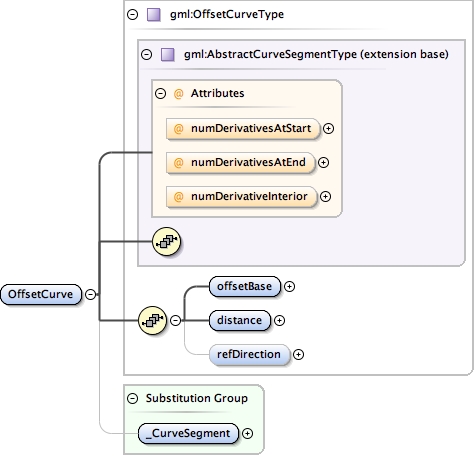 gml:OffsetCurveType
gml:AbstractCurveSegmentType (extension base)
@ Attributes
@ numDerivativesAtStart
@ numDerivativesAtEnd
@ numDerivativeInterior
OffsetCurve
offsetBase
distance
refDirection
Substitution Group
_CurveSegment